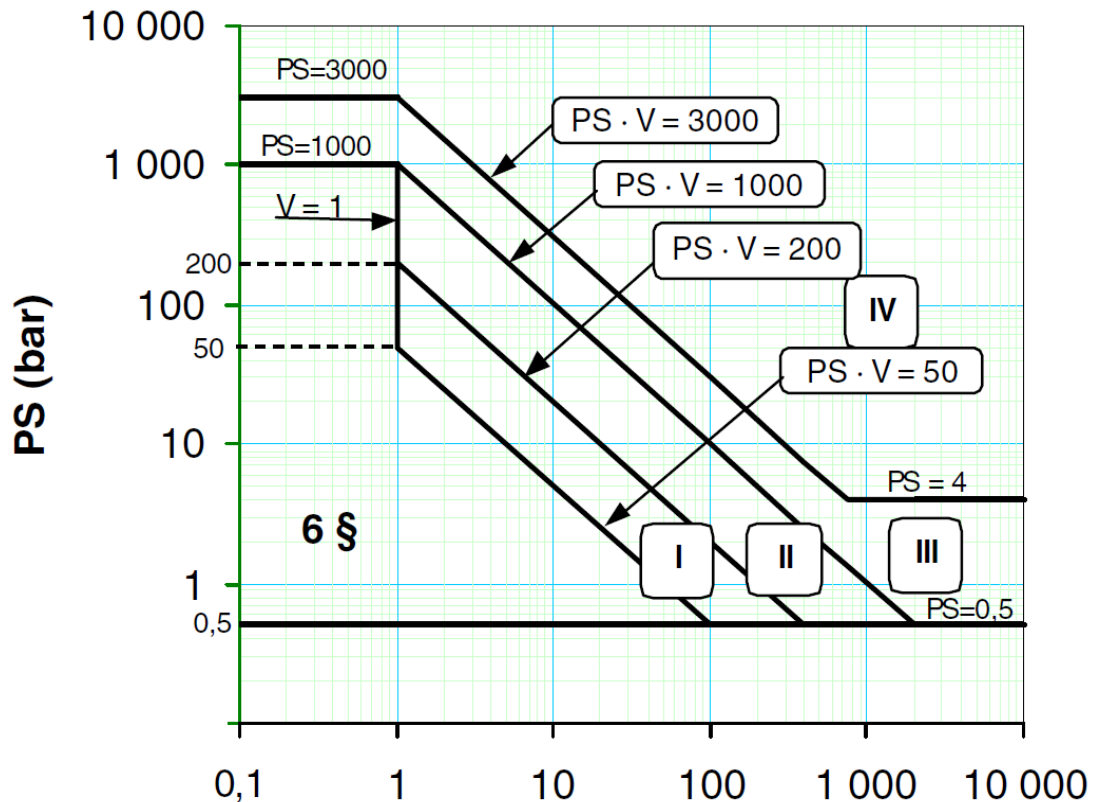 10 000
PS=3000
PS · V = 3000
1 000
PS=1000
PS · V = 1000
V = 1
PS · V = 200
200
100
IV
50
PS · V = 50
PS (bar)
10
PS = 4
6 §
I
II
III
1
PS=0,5
0,5
0,1
1
10
100
1 000
10 000